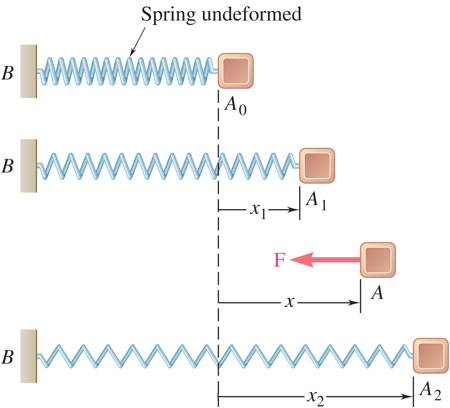 Spring undeformed
B
A0
B
x1
A1
F
x
A
B
x2
A2